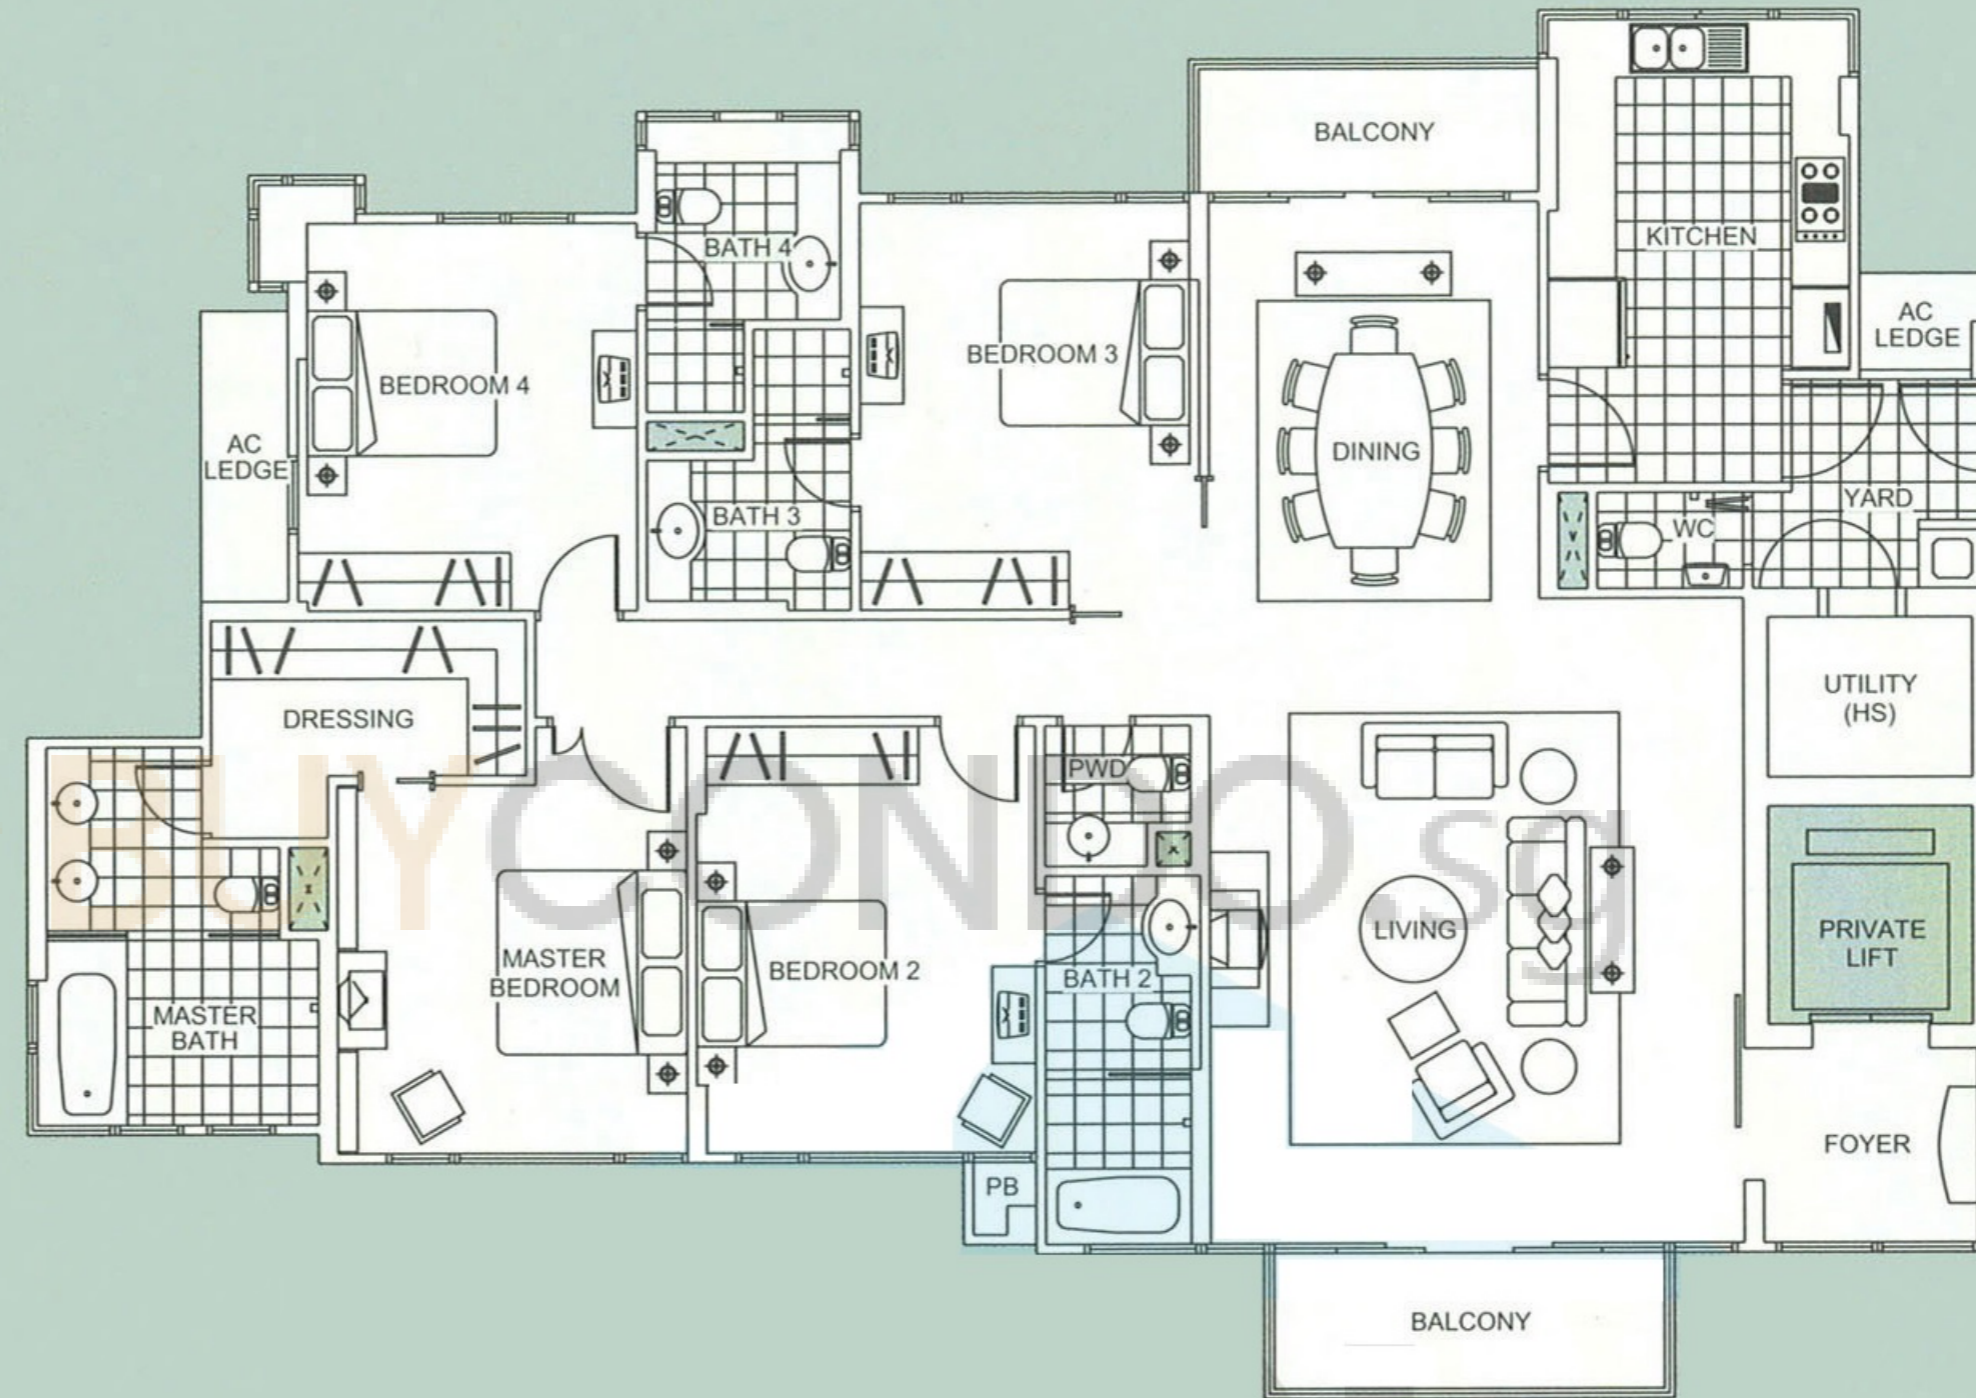 BALCONY
BATH 4
KITCHEN
BEDROOM 3
AC
LEDGE
BEDROOM 4
DINING
AC
LEDGE
BATH 3
WC
YARD
DRESSING
UTILITY
(HS)
PWD
BUYCONDO.sg
MASTER
BEDROOM
BEDROOM 2
BATH 2
LIVING
PRIVATE
LIFT
MASTER
BATH
FOYER
PB
BALCONY